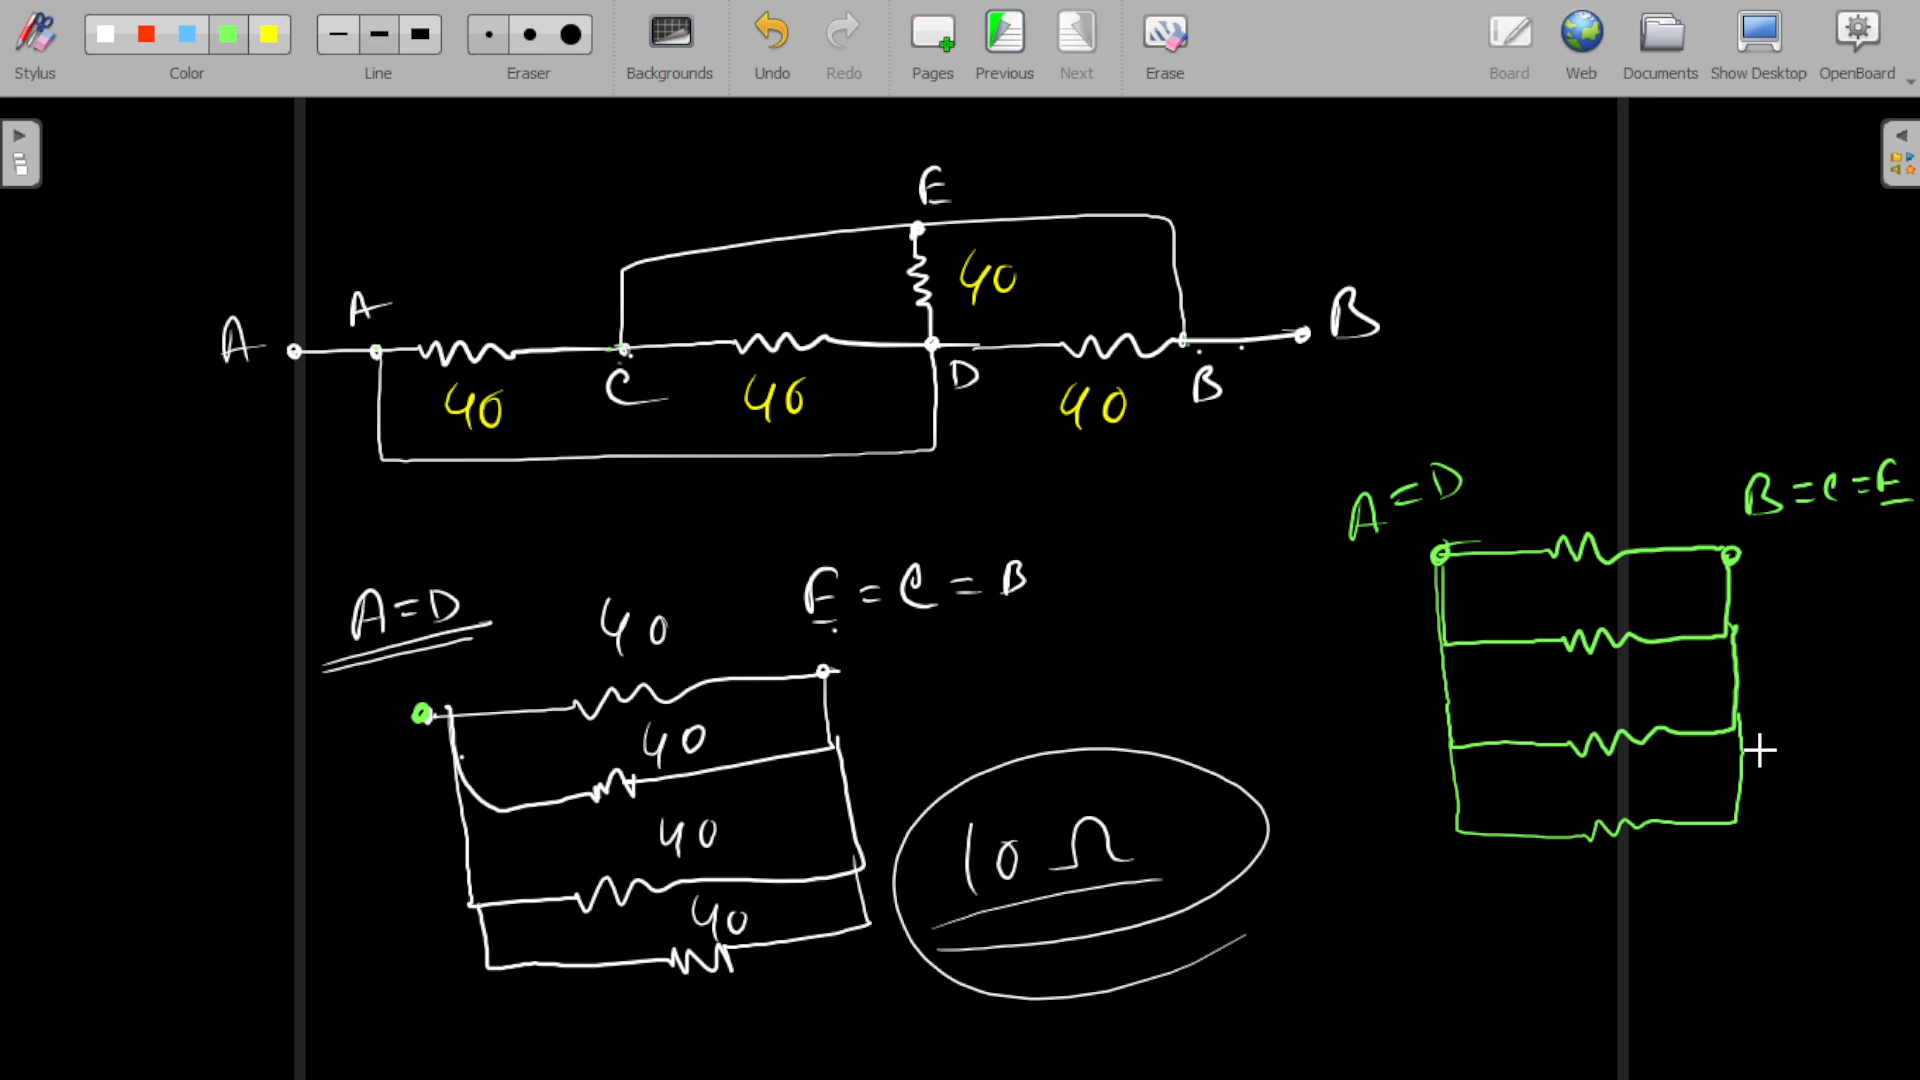 Stylus Color Line Eraser Backgrounds Undo Redo Pages Previous Next Erase Board Web Documents Show Desktop OpenBoard
E
40
A
A
B
C
D
B
40
40
40
A=D
B=C=E
A=D
E=C=B
40
40
40
40
10 Ω